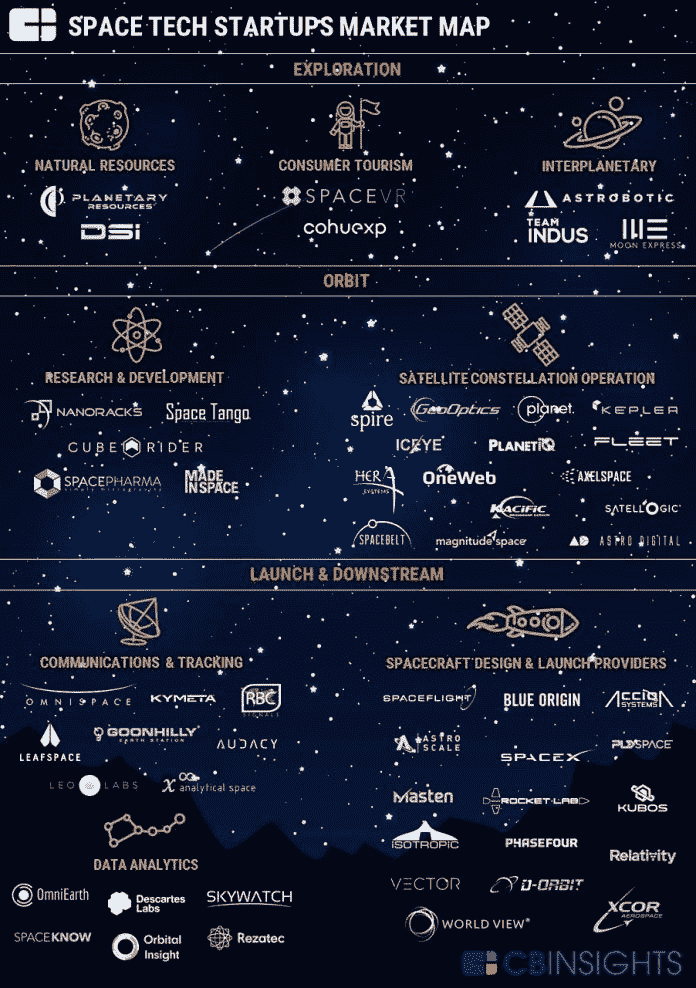 SPACE TECH STARTUPS MARKET MAP
EXPLORATION
NATURAL RESOURCES
PLANETARY
RESOURCES
DSI
CONSUMER TOURISM
SPACEVR
cohuexp
INTERPLANETARY
ASTROBOTIC
TEAM
INDUS
MOON EXPRESS
ORBIT
RESEARCH & DEVELOPMENT
NANORACKS
Space Tango
CUBE RIDER
SPACEPHARMA
simply microgravity
MADE
IN SPACE
SATELLITE CONSTELLATION OPERATION
spire
GeoOptics
planet.
KEPLER
ICEYE
PLANETIQ
FLEET
HERA
SYSTEMS
OneWeb
AXELSPACE
KACIFIC
SATELLOGIC
SPACEBELT
magnitude space
ASTRO DIGITAL
LAUNCH & DOWNSTREAM
COMMUNICATIONS & TRACKING
OMNISPACE
KYMETA
RBC
SIGNALS
LEAFSPACE
GOONHILLY
EARTH STATION
AUDACY
LEO LABS
analytical space
DATA ANALYTICS
OmniEarth
Descartes
Labs
SKYWATCH
SPACEKNOW
Orbital
Insight
Rezatec
SPACECRAFT DESIGN & LAUNCH PROVIDERS
SPACEFLIGHT
BLUE ORIGIN
ACCION
SYSTEMS
ASTRO
SCALE
SPACEX
PLDSPACE
Masten
ROCKETLAB
KUBOS
ISOTROPIC
PHASEFOUR
Relativity
VECTOR
D-ORBIT
XCOR
AEROSPACE
WORLD VIEW®
CBINSIGHTS